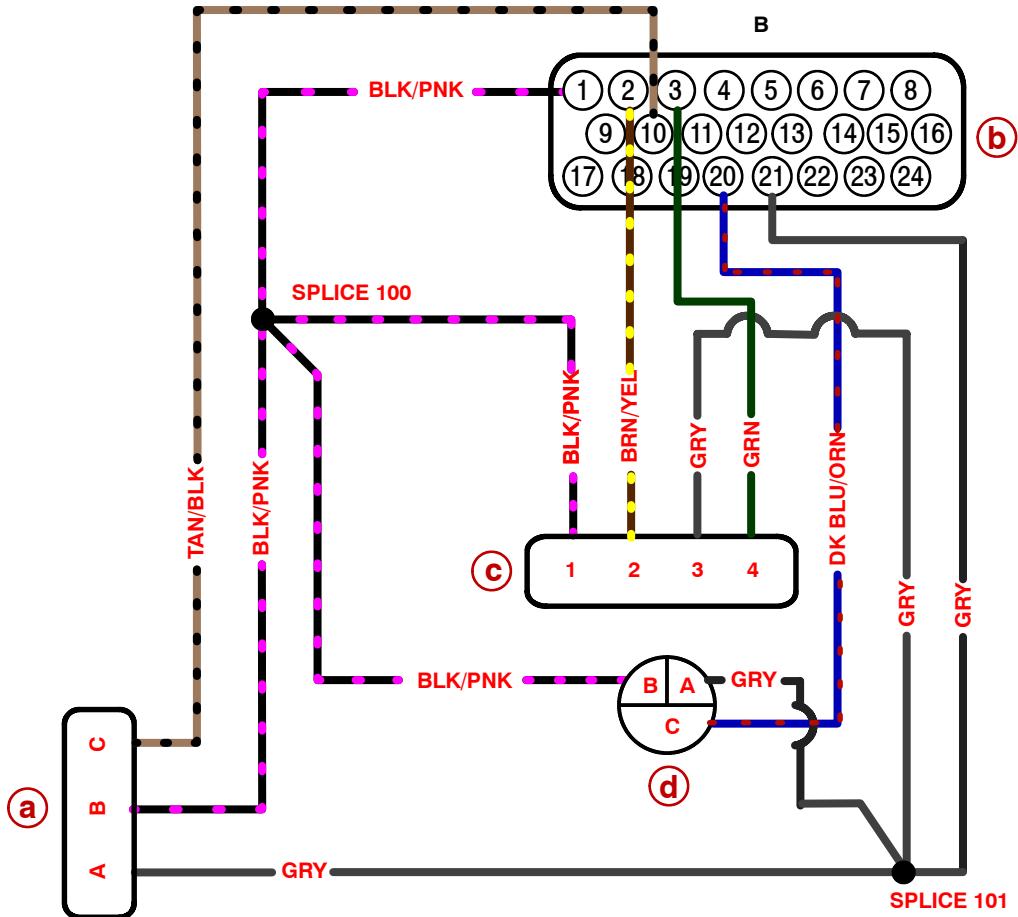 B
BLK/PNK
1 2 3 4 5 6 7 8
9 10 11 12 13 14 15 16
17 18 19 20 21 22 23 24
b
SPLICE 100
TAN/BLK
BLK/PNK
BLK/PNK
BRN/YEL
GRY
GRN
DK BLU/ORN
GRY
GRY
c
1 2 3 4
BLK/PNK
B A
GRY
C
d
a
C
B
A
GRY
SPLICE 101